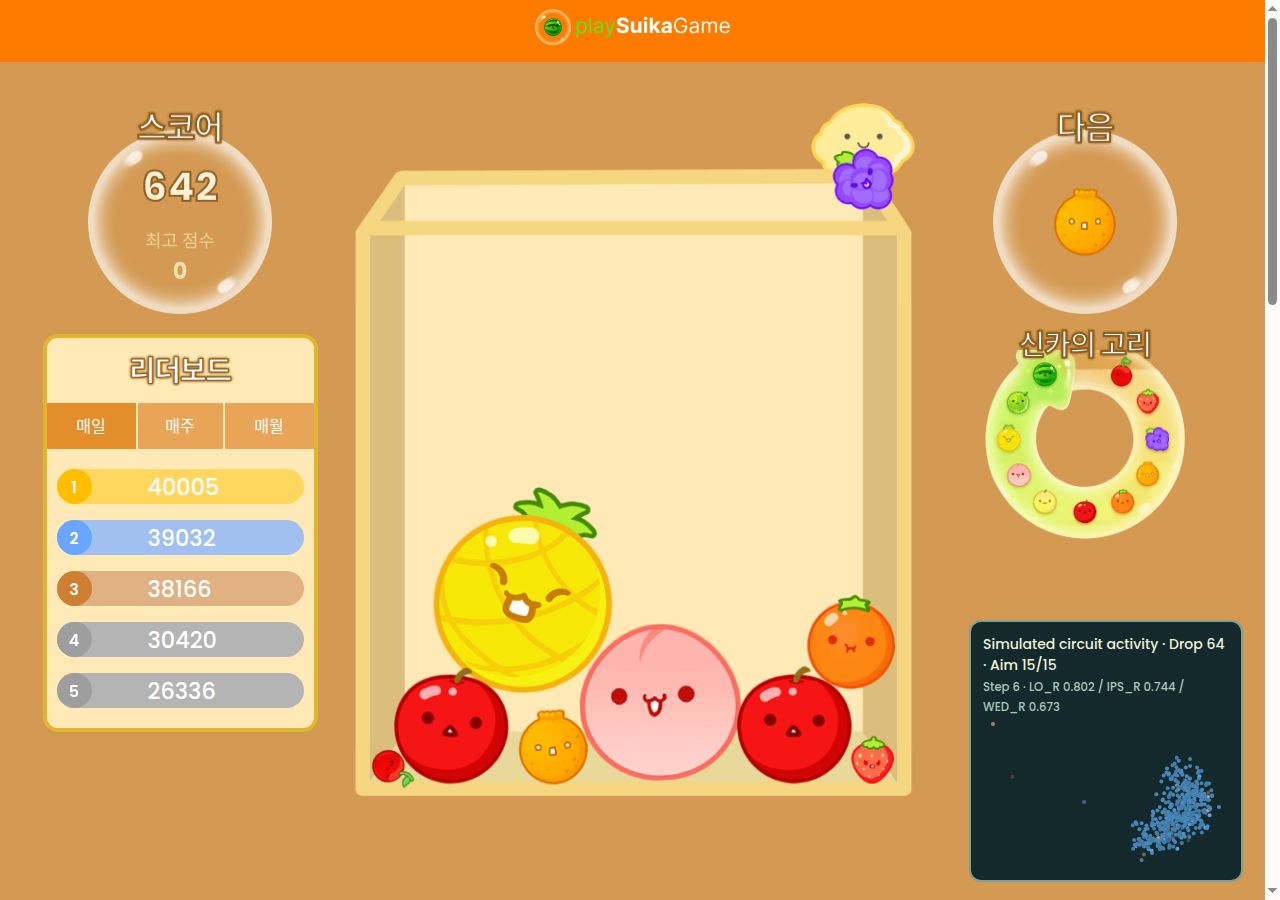 playSuikaGame
스코어
642
최고 점수
0
다음
신카의 고리
리더보드
매일 매주 매월
1 40005
2 39032
3 38166
4 30420
5 26336
Simulated circuit activity · Drop 64
· Aim 15/15
Step 6 · LO_R 0.802 / IPS_R 0.744 /
WED_R 0.673